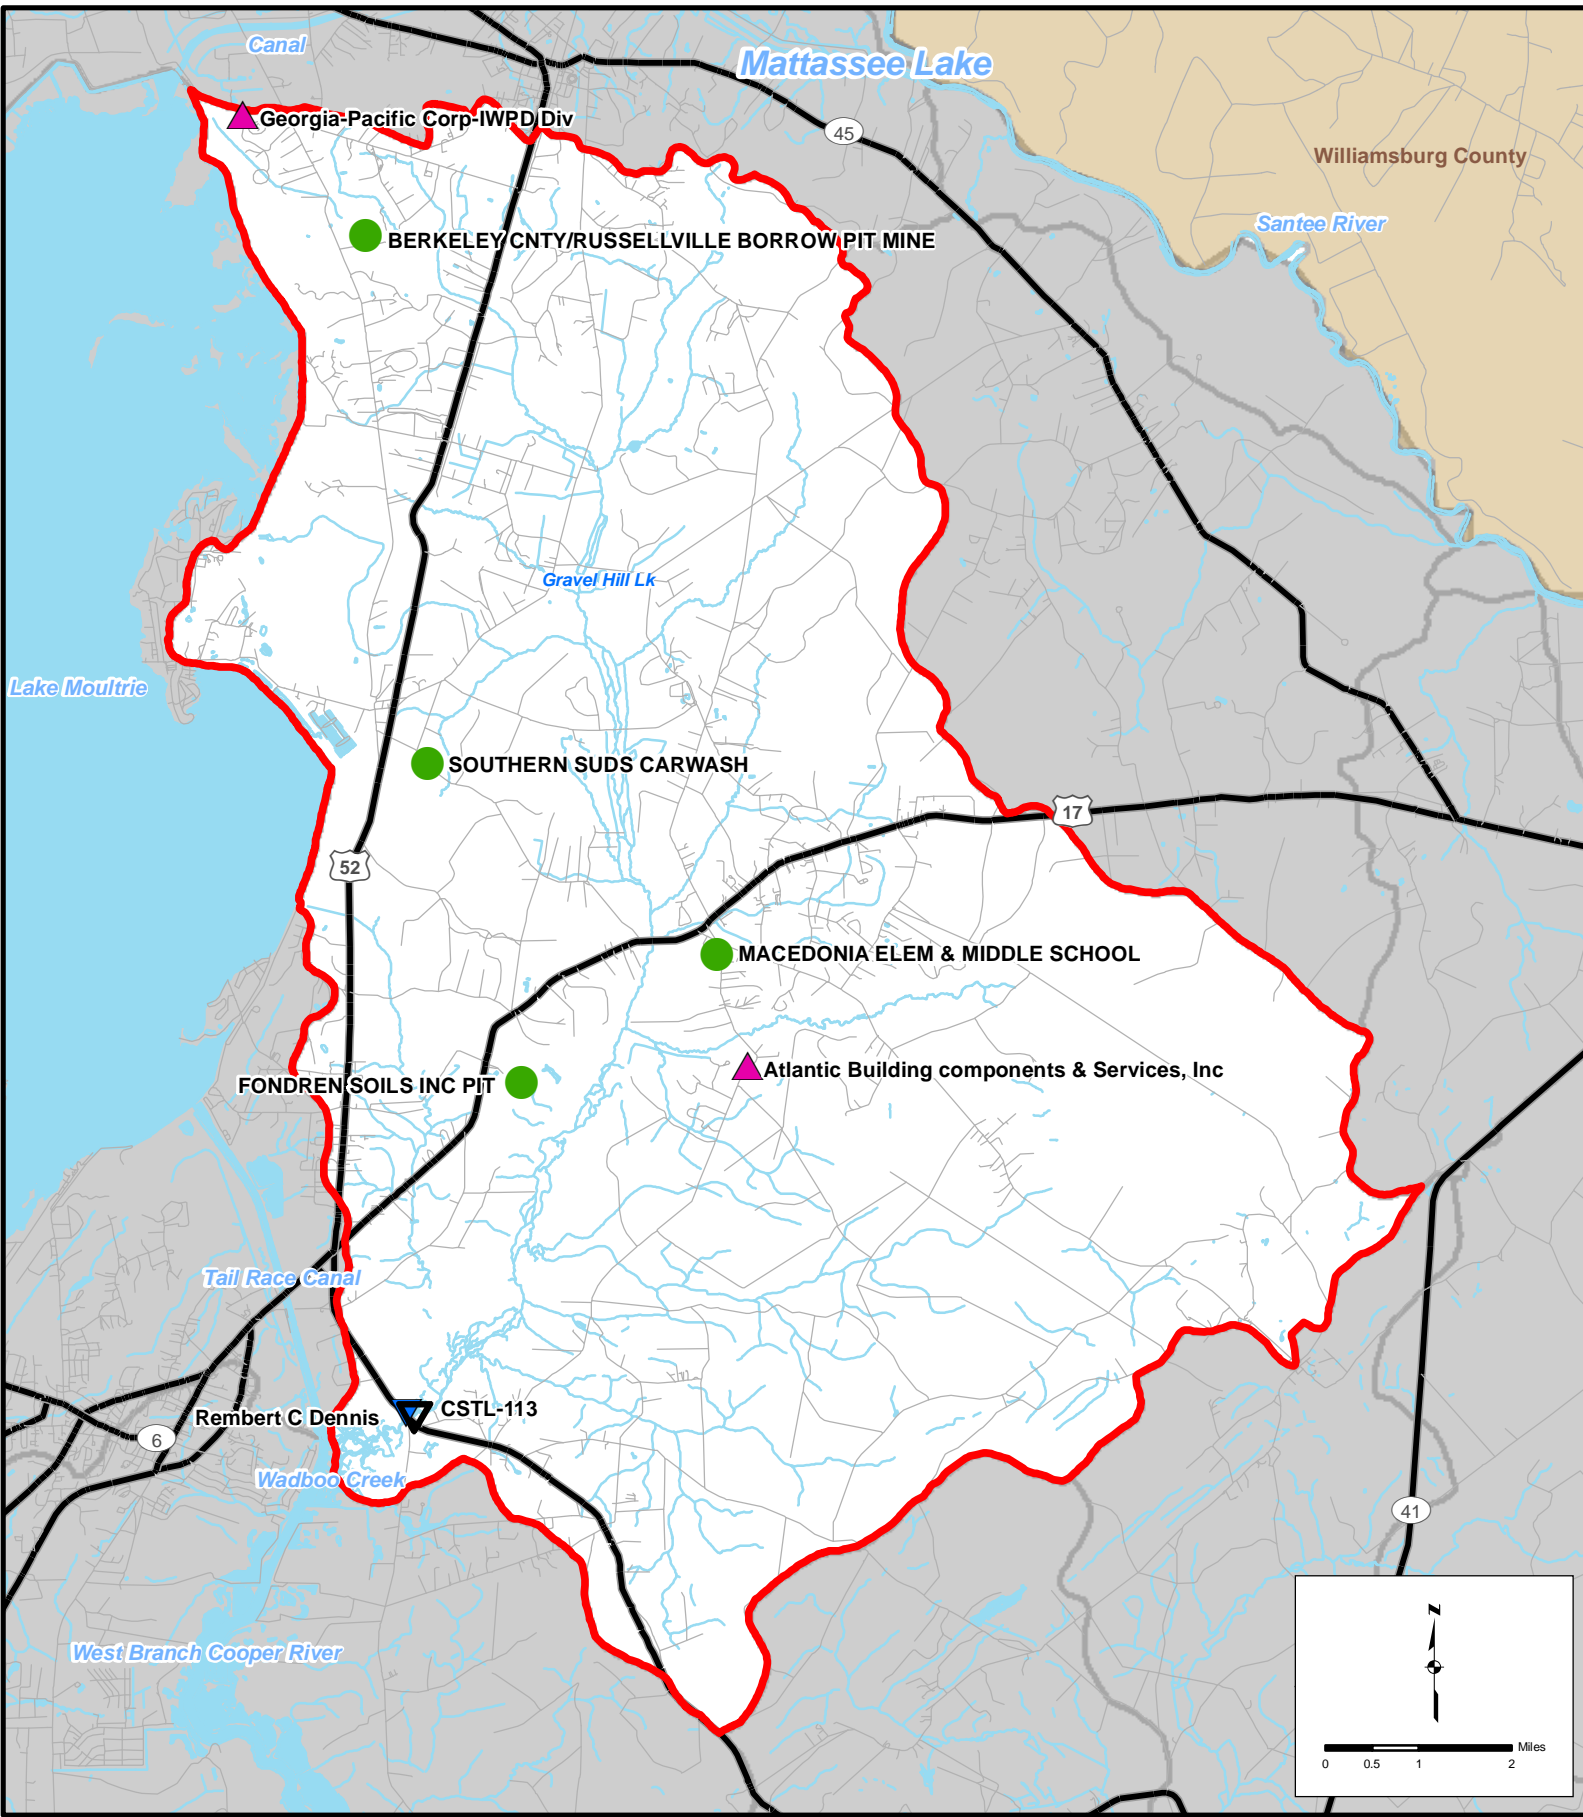 Canal
Mattassee Lake
Georgia-Pacific Corp-IWPD Div
45
Williamsburg County
Santee River
BERKELEY CNTY/RUSSELLVILLE BORROW PIT MINE
Gravel Hill Lk
Lake Moultrie
SOUTHERN SUDS CARWASH
17
52
MACEDONIA ELEM & MIDDLE SCHOOL
Atlantic Building components & Services, Inc
FONDREN SOILS INC PIT
Tail Race Canal
CSTL-113
Rembert C Dennis
6
Wadboo Creek
41
West Branch Cooper River
N
Miles
0 0.5 1 2